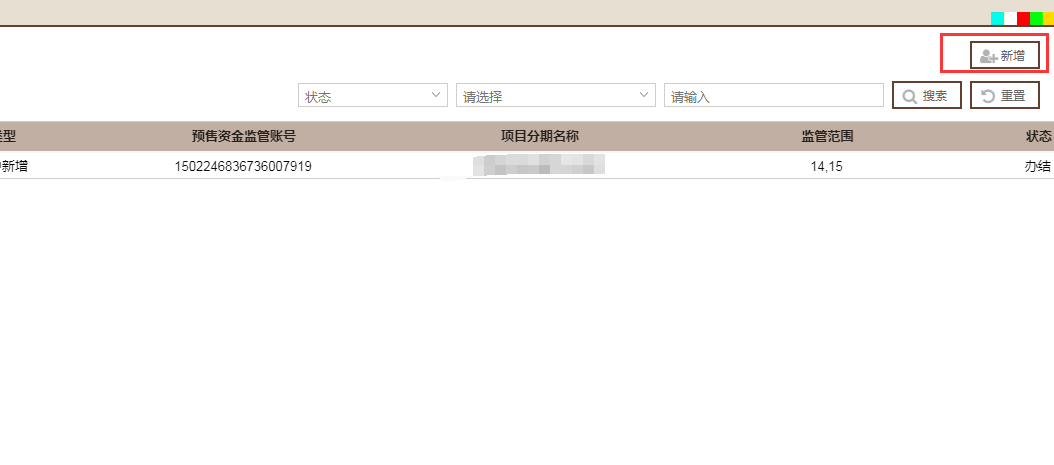 新增
状态 请选择 请输入 搜索 重置
型 预售资金监管账号 项目分期名称 监管范围 状态
新增 1502246836736007919 14,15 办结